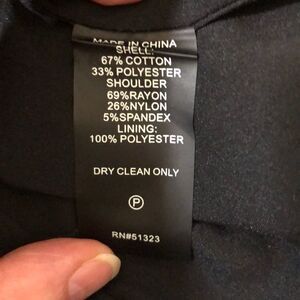 MADE IN CHINA
SHELL:
67% COTTON
33% POLYESTER
SHOULDER
69%RAYON
26%NYLON
5%SPANDEX
LINING:
100% POLYESTER
DRY CLEAN ONLY
P
RN#51323